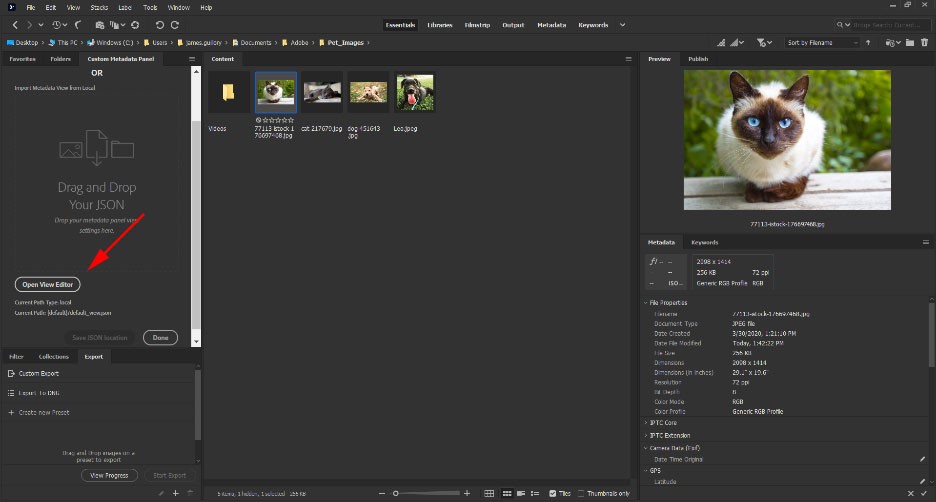 Br File Edit View Stacks Label Tools Window Help
Essentials Libraries Filmstrip Output Metadata Keywords
Desktop > This PC > Windows (C:) > Users > james.guilory > Documents > Adobe > Pet_Images >
Sort by Filename
Favorites Folders Custom Metadata Panel
OR
Import Metadata View from Local
Drag and Drop
Your JSON
Drop your metadata panel view
settings here.
Open View Editor
Current Path Type: local
Current Path: [default]/default_view.json
Save JSON location Done
Filter Collections Export
Custom Export
Export To DNG
Create new Preset
Drag and Drop images on a
preset to export
View Progress Start Export
Content
Videos
77113-istock-1
76697468.jpg
cat-217679.jpg
dog-451643
.jpg
Leo.jpeg
5 items, 1 hidden, 1 selected - 256 KB
Tiles Thumbnails only
Preview Publish
77113-istock-176697468.jpg
Metadata Keywords
f/ -- --
-- --
-- ISO...
2098 x 1414
256 KB 72 ppi
Generic RGB Profile RGB
File Properties
Filename 77113-istock-176697468.jpg
Document Type JPEG file
Date Created 3/30/2020, 1:21:10 PM
Date File Modified Today, 1:42:22 PM
File Size 256 KB
Dimensions 2098 x 1414
Dimensions (in inches) 29.1" x 19.6"
Resolution 72 ppi
Bit Depth 8
Color Mode RGB
Color Profile Generic RGB Profile
IPTC Core
IPTC Extension
Camera Data (Exif)
Date Time Original
GPS
Latitude